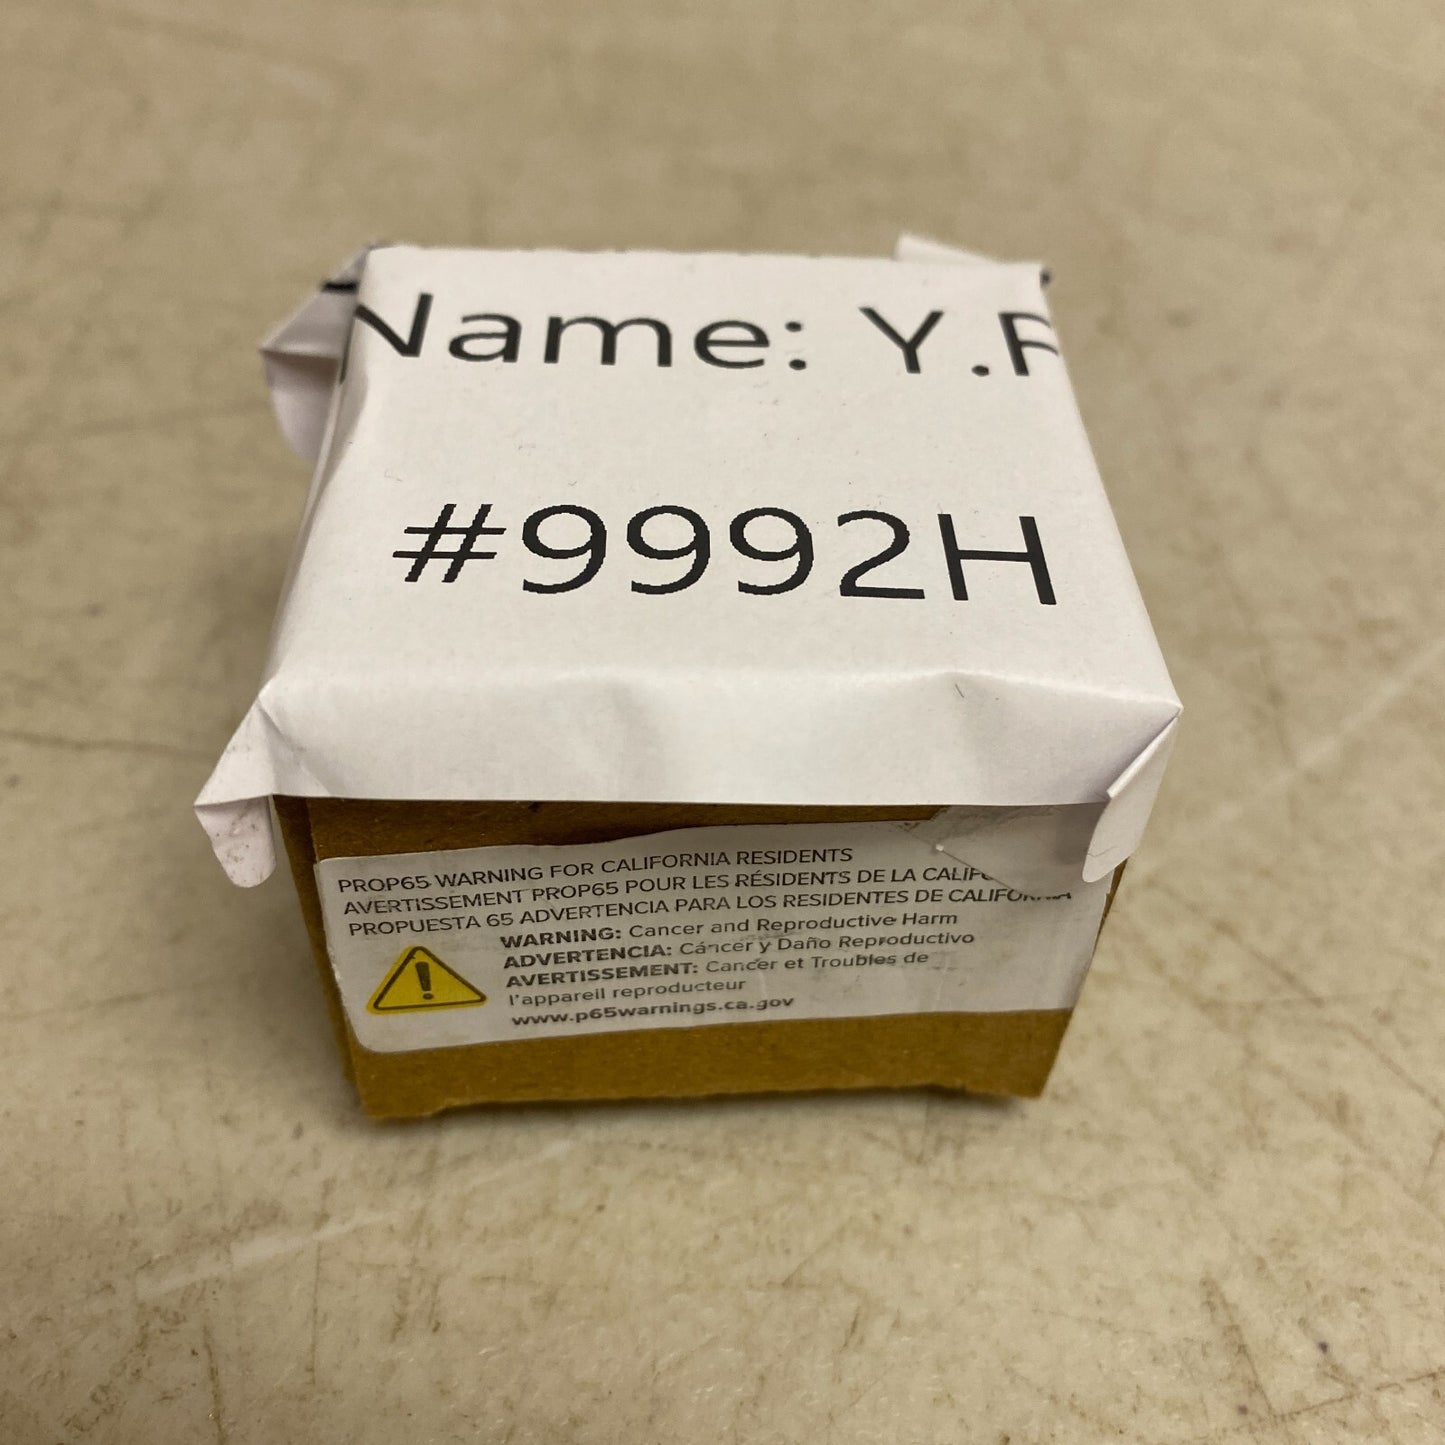 Name: Y.
#9992H
PROP65 WARNING FOR CALIFORNIA RESIDENTS
AVERTISSEMENT PROP65 POUR LES RÉSIDENTS DE LA
PROPUESTA 65 ADVERTENCIA PARA LOS RESIDENTES DE CALIFORNIA
WARNING: Cancer and Reproductive Harm
ADVERTENCIA: Cáncer y Daño Reproductivo
AVERTISSEMENT: Cancer et Troubles de
l'appareil reproducteur
www.p65warnings.ca.gov